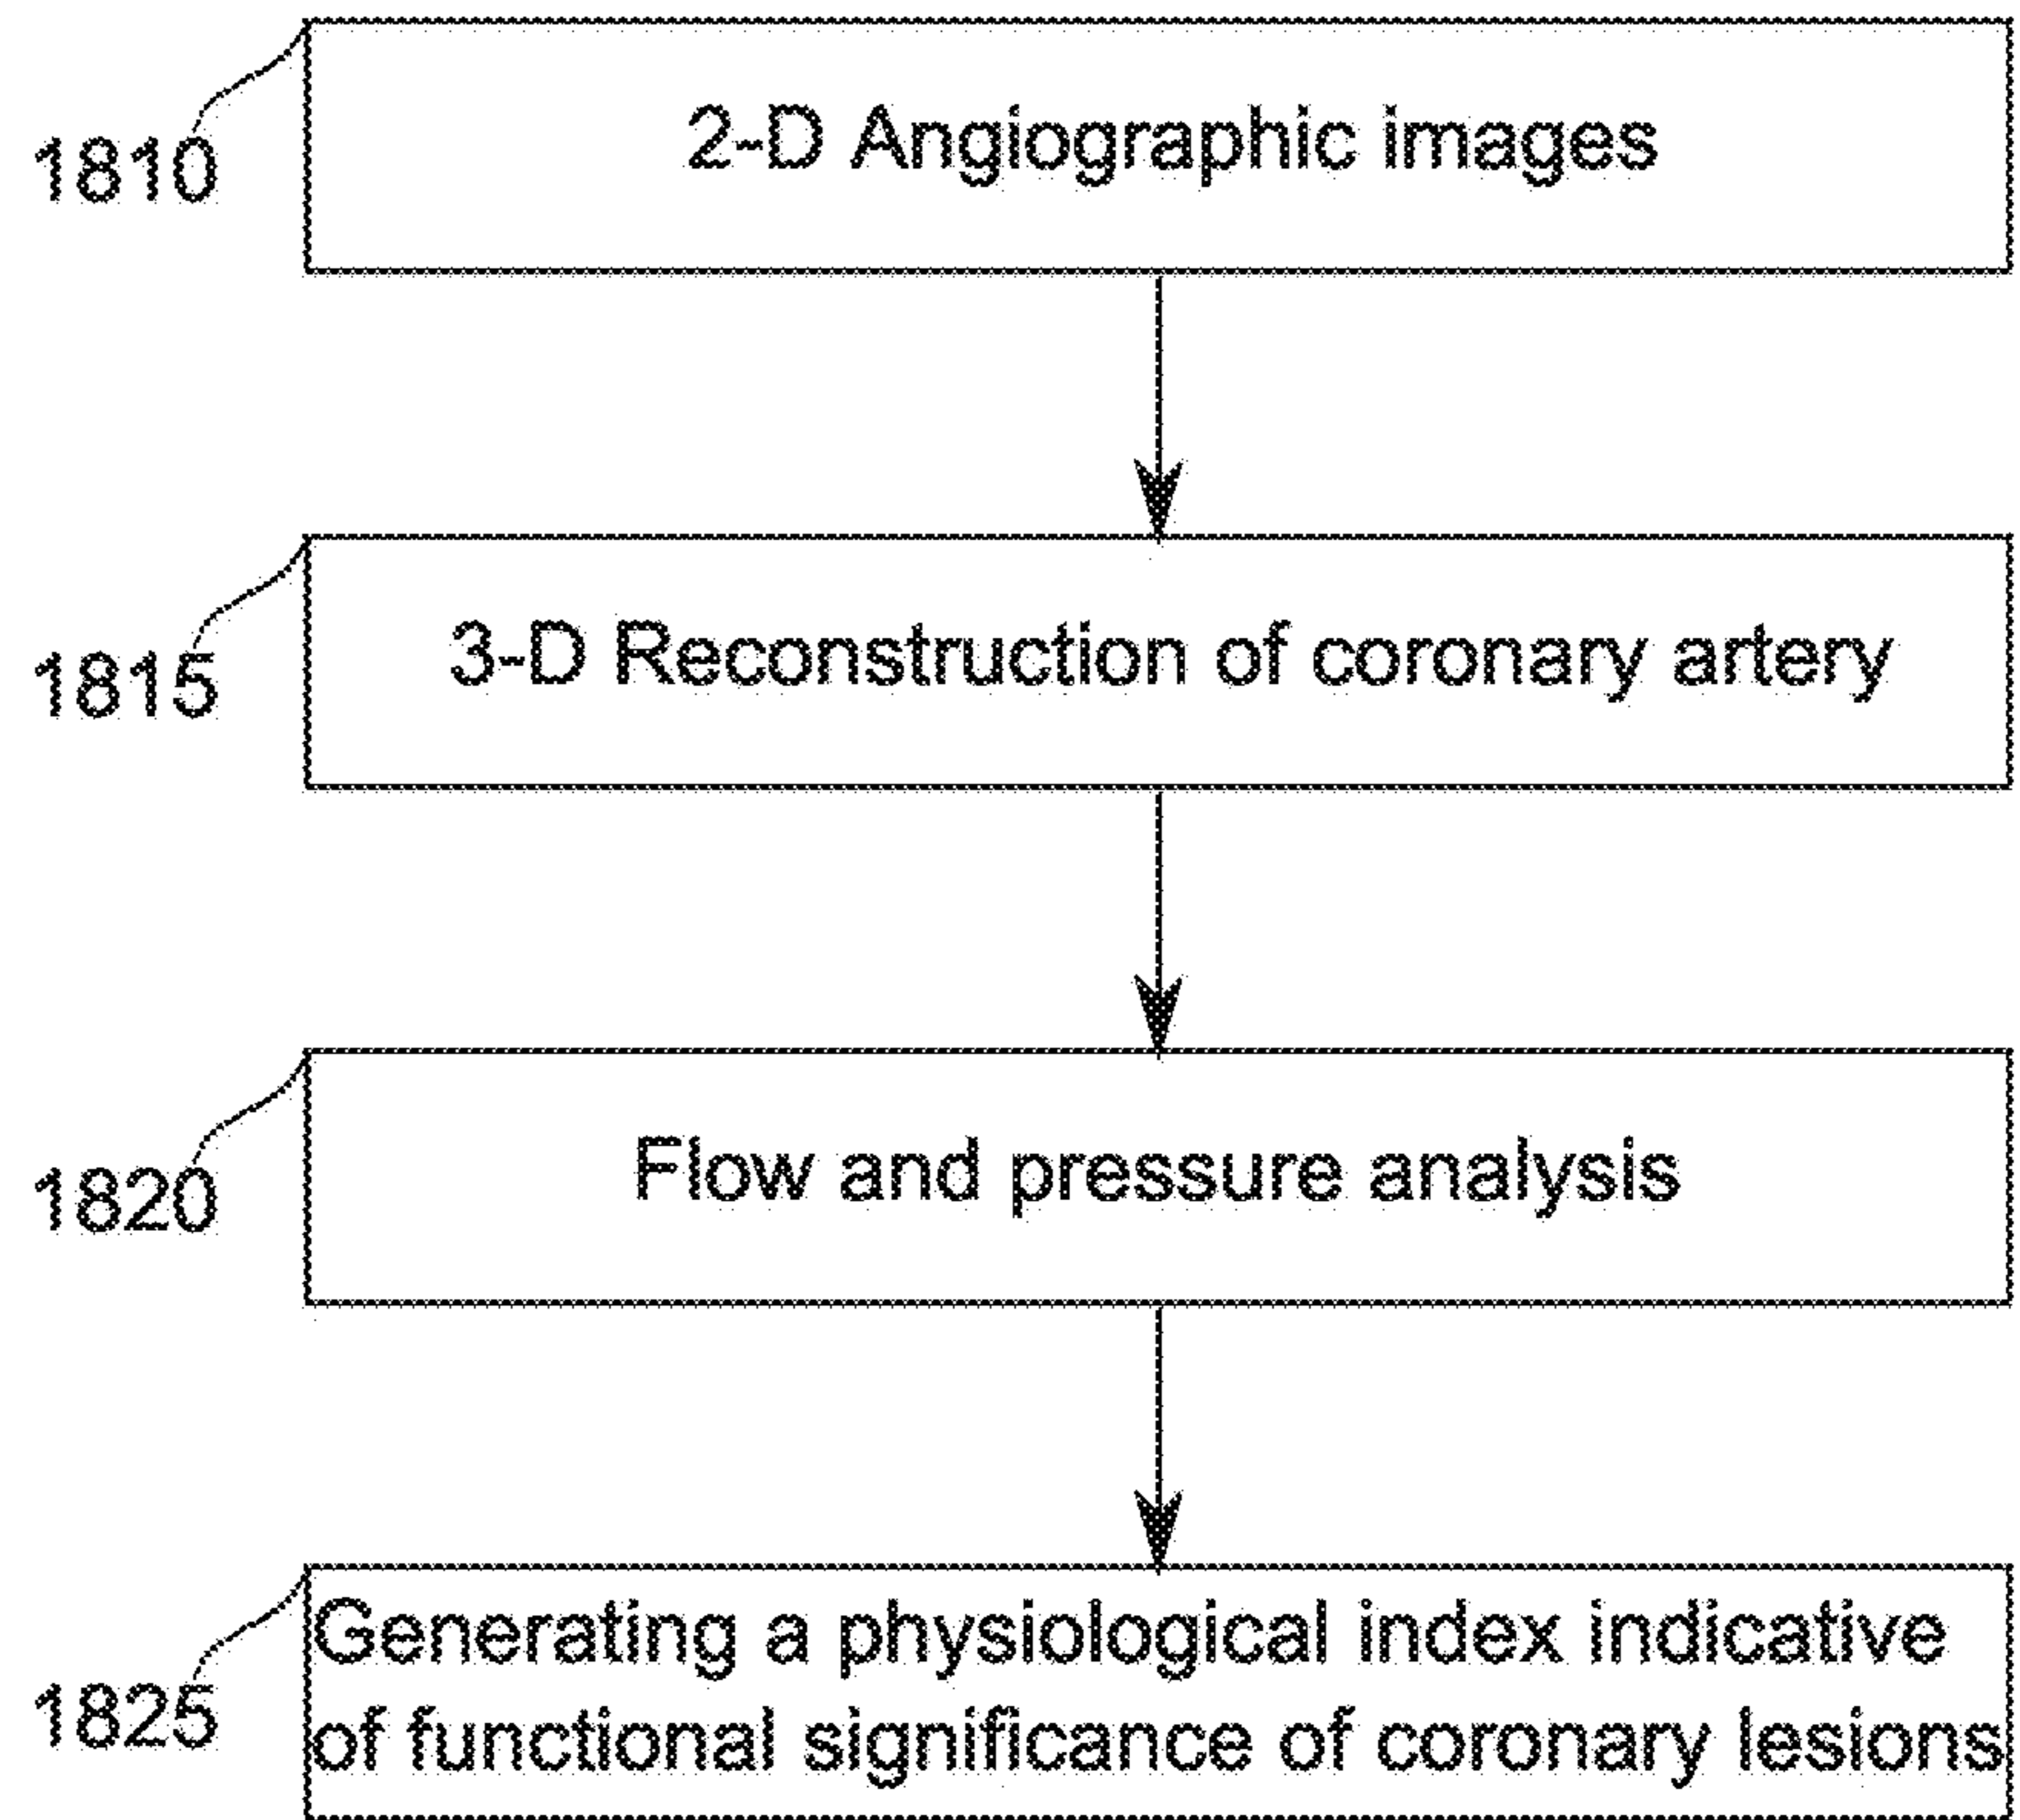 1810
2-D Angiographic images
1815
3-D Reconstruction of coronary artery
1820
Flow and pressure analysis
1825
Generating a physiological index indicative
of functional significance of coronary lesions